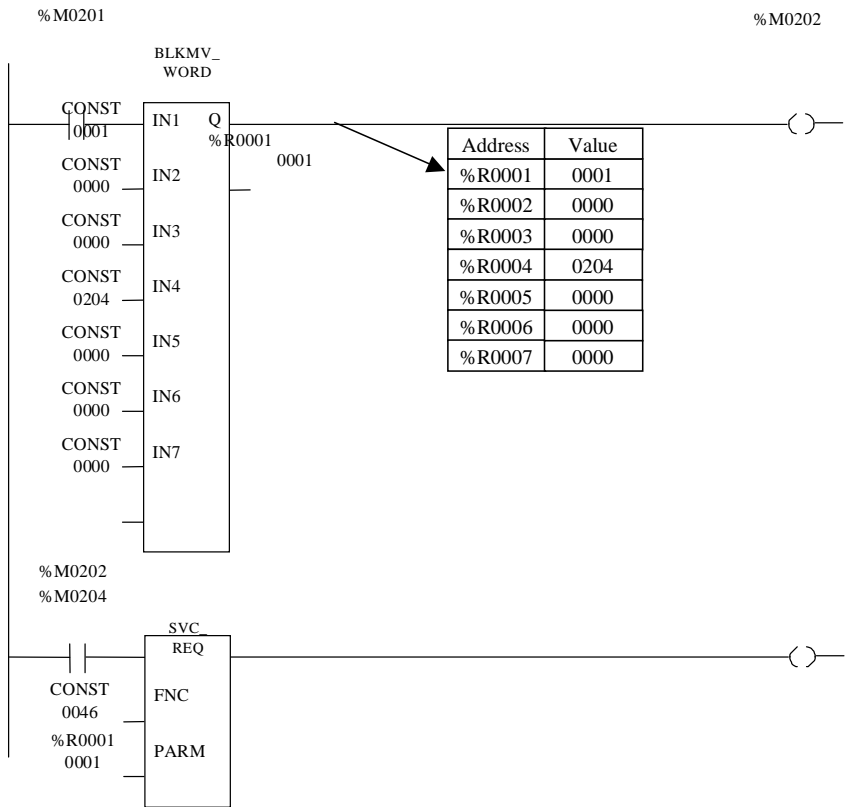 %M0201
%M0202
BLKMV_
WORD
CONST
0001
IN1
Q
%R0001
0001
CONST
0000
IN2
CONST
0000
IN3
CONST
0204
IN4
CONST
0000
IN5
CONST
0000
IN6
CONST
0000
IN7
Address Value
%R0001 0001
%R0002 0000
%R0003 0000
%R0004 0204
%R0005 0000
%R0006 0000
%R0007 0000
%M0202
%M0204
SVC_
REQ
CONST
0046
FNC
%R0001
0001
PARM